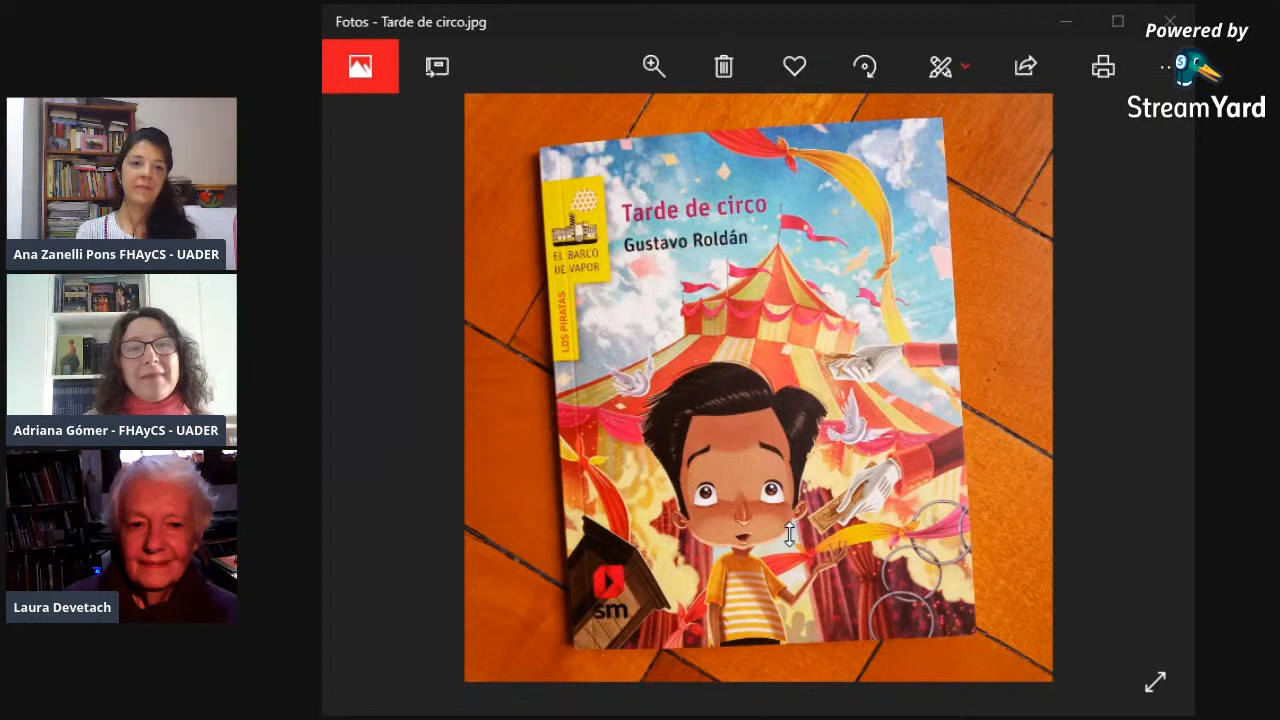 Fotos - Tarde de circo.jpg
Powered by
StreamYard
Ana Zanelli Pons FHAyCS - UADER
Adriana Gómer - FHAyCS - UADER
Laura Devetach
Tarde de circo
Gustavo Roldán
EL BARCO
DE VAPOR
LOS PIRATAS
sm